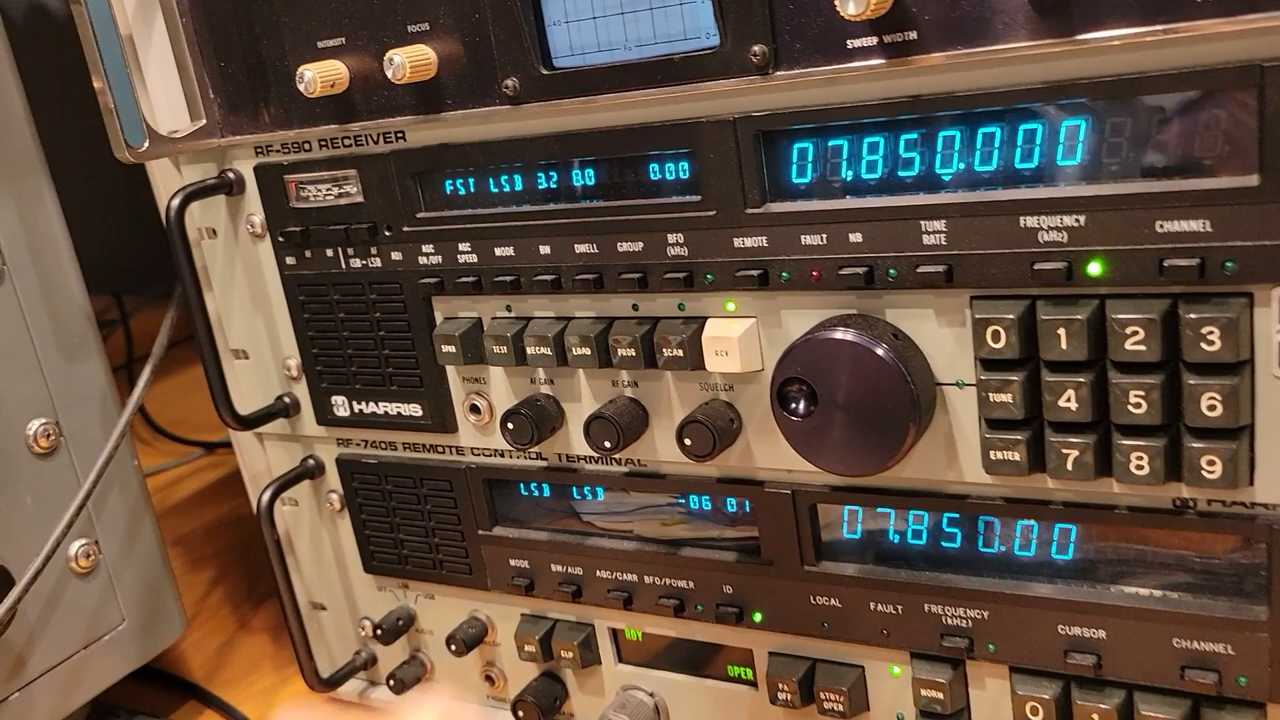 INTENSITY
FOCUS
SWEEP WIDTH
RF-590 RECEIVER
FST LSB 3.2 8.0 0.00
07,850.000
AGC ON/OFF
AGC SPEED
MODE
BW
DWELL
GROUP
BFO (kHz)
REMOTE
FAULT
NB
TUNE RATE
FREQUENCY (kHz)
CHANNEL
SPKR
TEST
RECALL
LOAD
PROG
SCAN
RCV
0 1 2 3
TUNE 4 5 6
ENTER 7 8 9
PHONES
AF GAIN
RF GAIN
SQUELCH
HARRIS
RF-7405 REMOTE CONTROL TERMINAL
LSB LSB -06 01
07,850.00
MODE
BW/AUD
AGC/CARR
BFO/POWER
ID
LOCAL
FAULT
FREQUENCY (kHz)
CURSOR
CHANNEL
RDY
OPER
PA OFF
STBY/ OPER
NORM
0